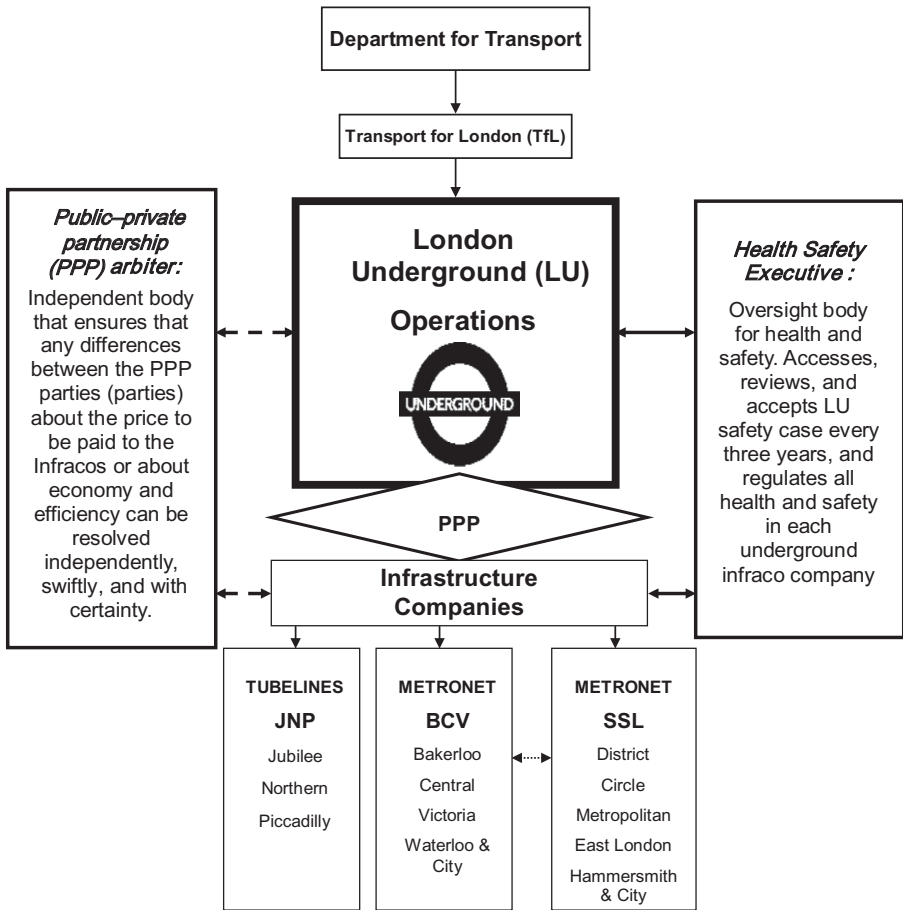 Department for Transport
Transport for London (TfL)
Public–private
partnership
(PPP) arbiter:
Independent body
that ensures that
any differences
between the PPP
parties (parties)
about the price to
be paid to the
Infracos or about
economy and
efficiency can be
resolved
independently,
swiftly, and with
certainty.
London
Underground (LU)
Operations
UNDERGROUND
PPP
Infrastructure
Companies
Health Safety
Executive :
Oversight body
for health and
safety. Accesses,
reviews, and
accepts LU
safety case every
three years, and
regulates all
health and safety
in each
underground
infraco company
TUBELINES
JNP
Jubilee
Northern
Piccadilly
METRONET
BCV
Bakerloo
Central
Victoria
Waterloo &
City
METRONET
SSL
District
Circle
Metropolitan
East London
Hammersmith
& City